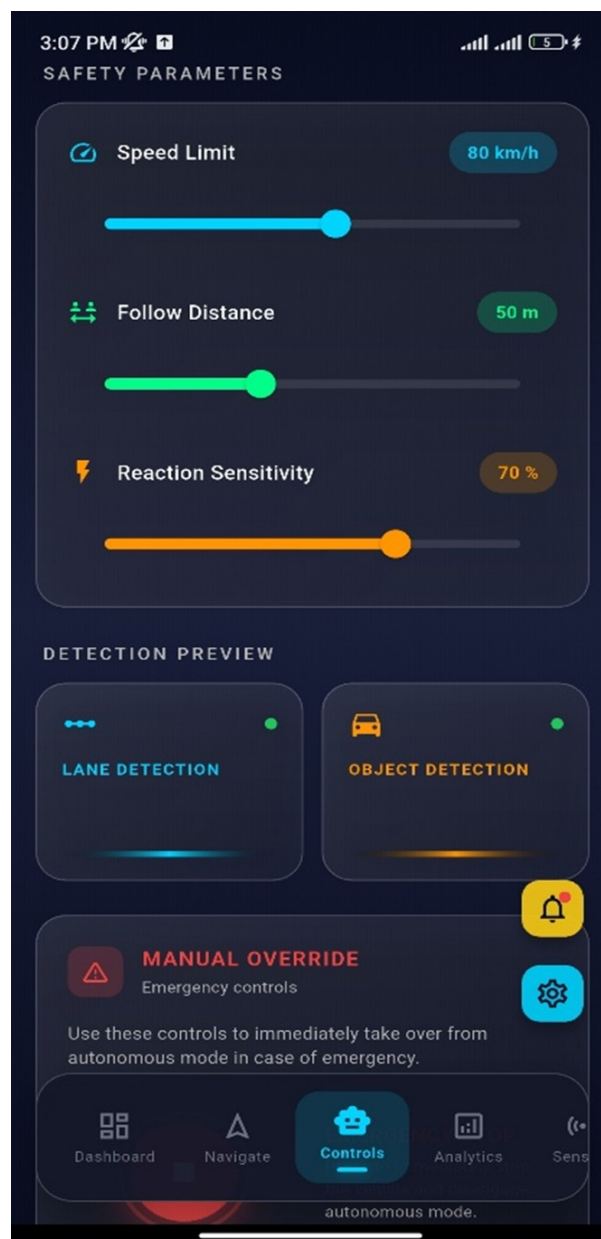 3:07 PM
5
SAFETY PARAMETERS
Speed Limit
80 km/h
Follow Distance
50 m
Reaction Sensitivity
70 %
DETECTION PREVIEW
LANE DETECTION
OBJECT DETECTION
MANUAL OVERRIDE
Emergency controls
Use these controls to immediately take over from
autonomous mode in case of emergency.
Dashboard
Navigate
Controls
Analytics
Sens
autonomous mode.